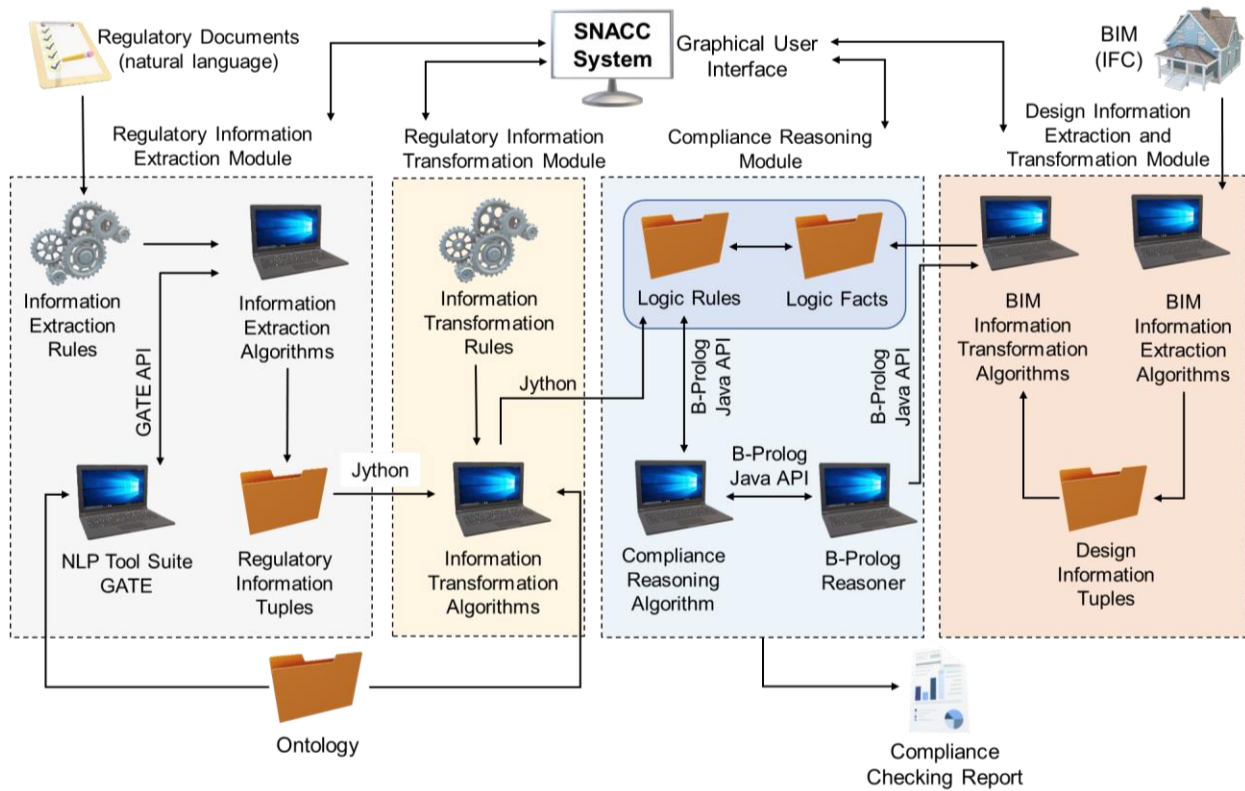 Regulatory Documents
(natural language)
SNACC
System
Graphical User
Interface
BIM
(IFC)
Regulatory Information
Extraction Module
Regulatory Information
Transformation Module
Compliance Reasoning
Module
Design Information
Extraction and
Transformation Module
Information
Extraction
Rules
Information
Extraction
Algorithms
GATE API
NLP Tool Suite
GATE
Regulatory
Information
Tuples
Jython
Information
Transformation
Rules
Jython
Information
Transformation
Algorithms
Logic Rules
Logic Facts
B-Prolog
Java API
B-Prolog
Java API
Compliance
Reasoning
Algorithm
B-Prolog
Reasoner
B-Prolog
Java API
BIM
Information
Transformation
Algorithms
BIM
Information
Extraction
Algorithms
Design
Information
Tuples
Ontology
Compliance
Checking Report